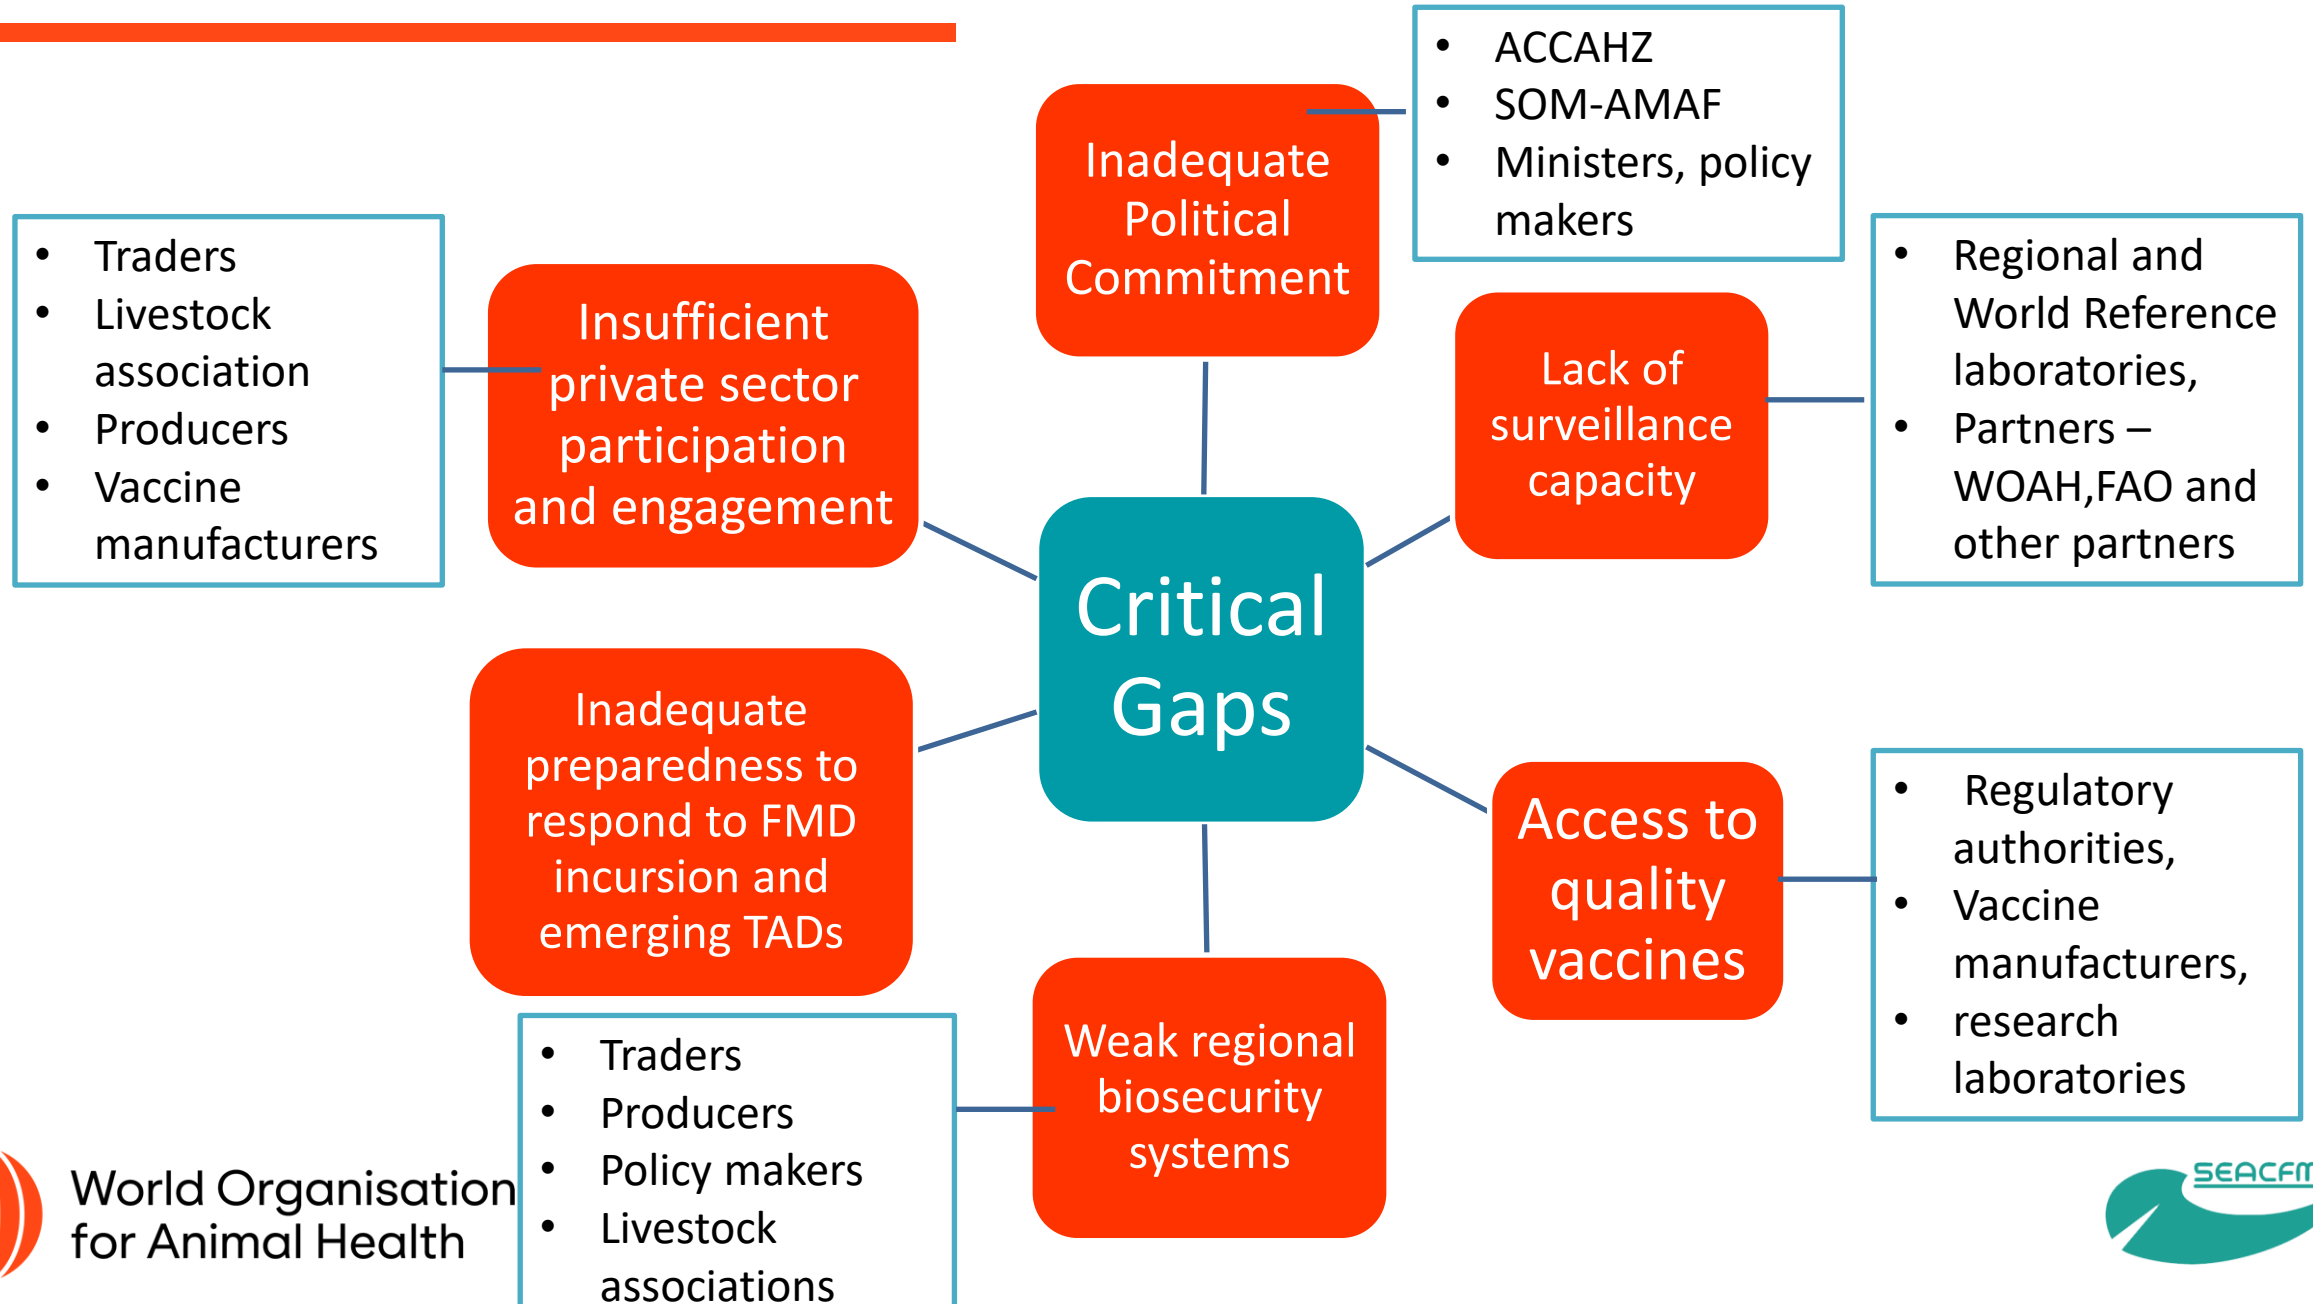 • ACCAHZ
• SOM-AMAF
• Ministers, policy
makers
Inadequate
Political
Commitment
• Traders
• Livestock
association
• Producers
• Vaccine
manufacturers
Insufficient
private sector
participation
and engagement
Lack of
surveillance
capacity
• Regional and
World Reference
laboratories,
• Partners –
WOAH,FAO and
other partners
Critical
Gaps
Inadequate
preparedness to
respond to FMD
incursion and
emerging TADs
Access to
quality
vaccines
• Regulatory
authorities,
• Vaccine
manufacturers,
• research
laboratories
Weak regional
biosecurity
systems
• Traders
• Producers
• Policy makers
• Livestock
associations
World Organisation
for Animal Health